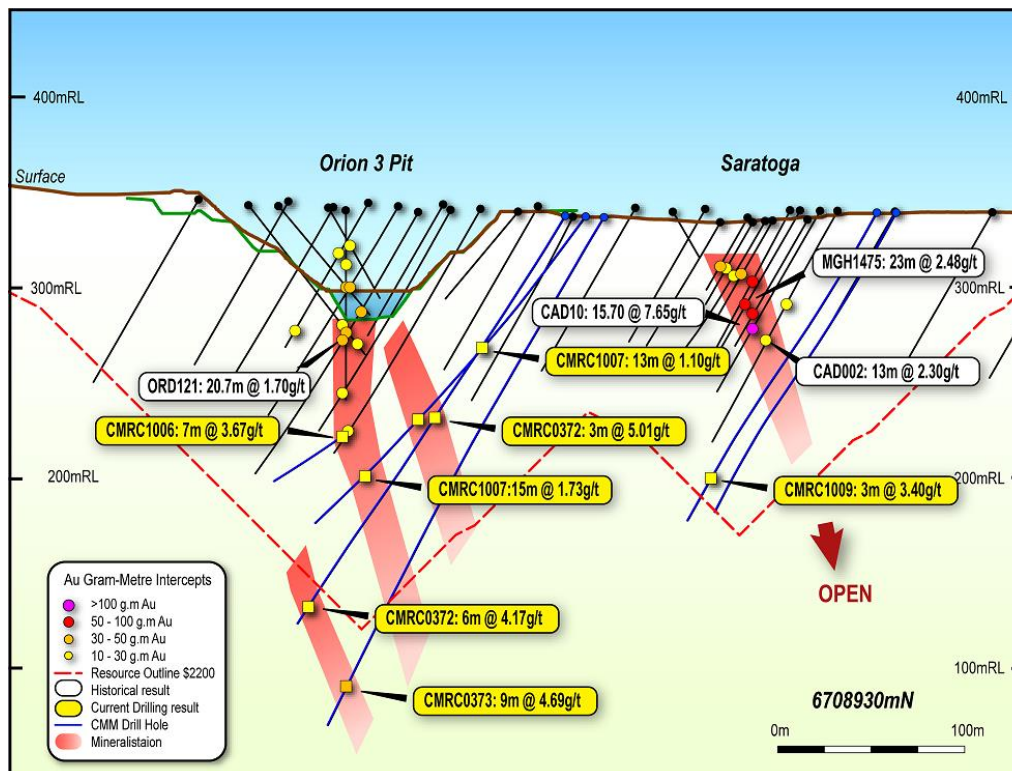 400mRL
400mRL
Orion 3 Pit
Saratoga
Surface
MGH1475: 23m @ 2.48g/t
300mRL
300mRL
CAD10: 15.70 @ 7.65g/t
CMRC1007: 13m @ 1.10g/t
CAD002: 13m @ 2.30g/t
ORD121: 20.7m @ 1.70g/t
CMRC1006: 7m @ 3.67g/t
CMRC0372: 3m @ 5.01g/t
200mRL
200mRL
CMRC1007:15m @ 1.73g/t
CMRC1009: 3m @ 3.40g/t
OPEN
Au Gram-Metre Intercepts
>100 g.m Au
50 - 100 g.m Au
30 - 50 g.m Au
10 - 30 g.m Au
Resource Outline $2200
Historical result
Current Drilling result
CMM Drill Hole
Mineralistaion
CMRC0372: 6m @ 4.17g/t
CMRC0373: 9m @ 4.69g/t
100mRL
100mRL
6708930mN
0m
100m